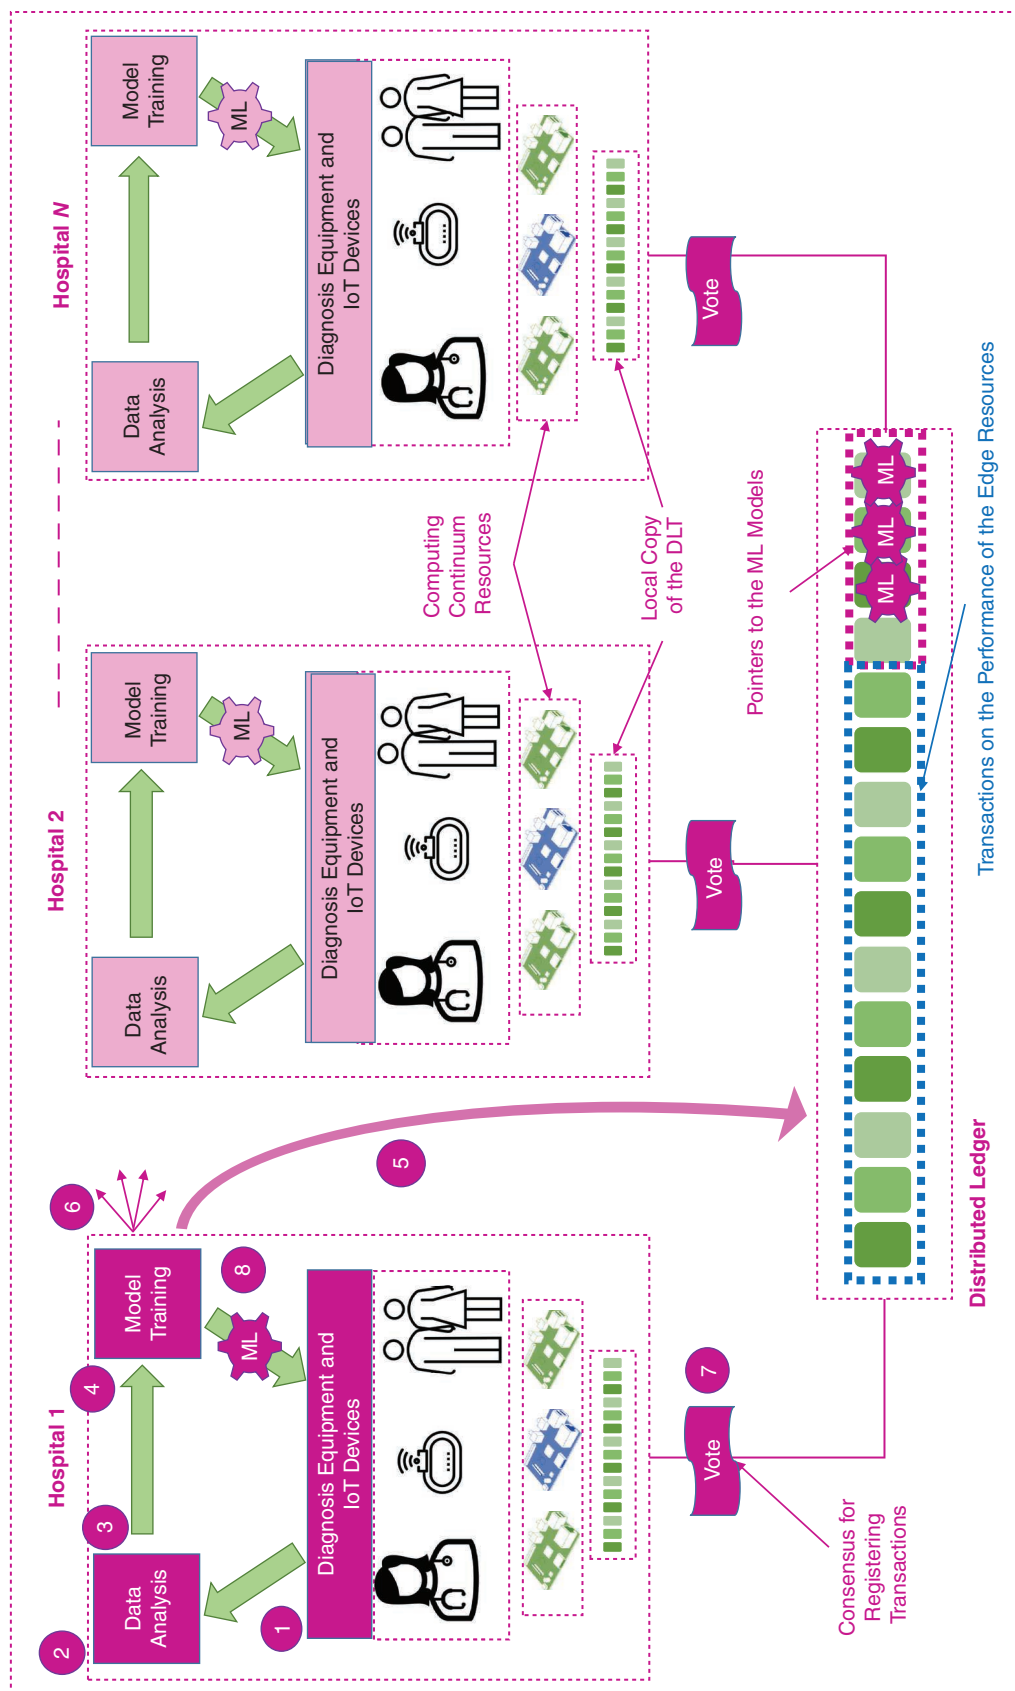 Hospital 1
Hospital 2
Hospital N
2
Data
Analysis
3
4
Model
Training
6
1
ML
8
Diagnosis Equipment and
IoT Devices
5
Data
Analysis
Model
Training
ML
Diagnosis Equipment and
IoT Devices
Data
Analysis
Model
Training
ML
Diagnosis Equipment and
IoT Devices
Computing
Continuum
Resources
Local Copy
of the DLT
Vote
7
Vote
Vote
Consensus for
Registering
Transactions
Pointers to the ML Models
ML
ML
ML
Distributed Ledger
Transactions on the Performance of the Edge Resources